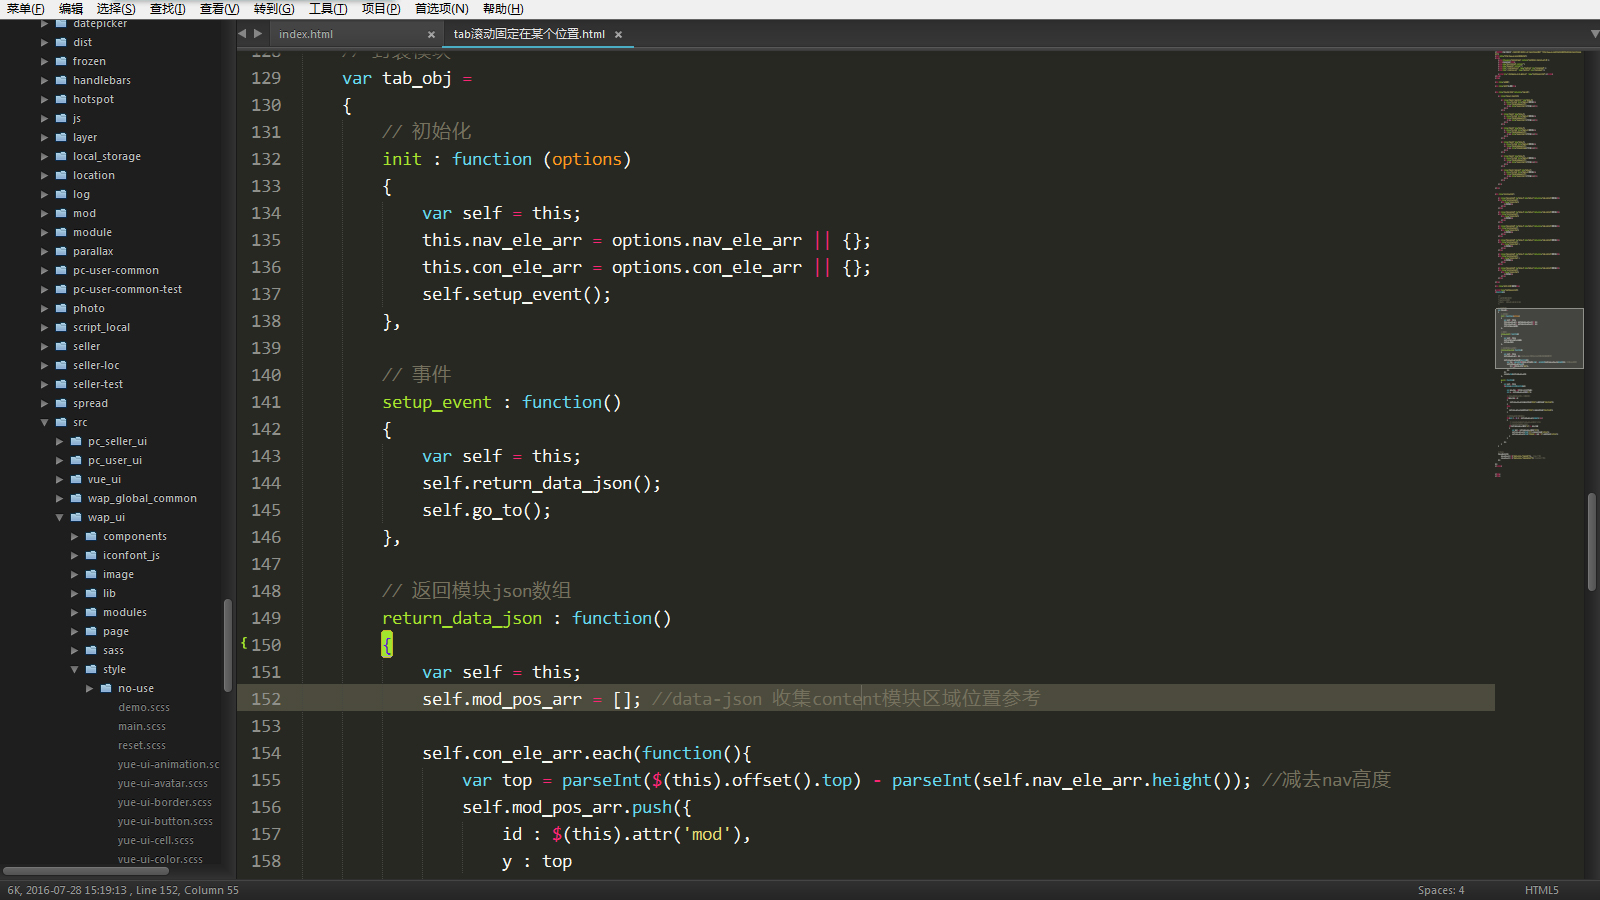 菜单(F) 编辑 选择(S) 查找(I) 查看(V) 转到(G) 工具(T) 项目(P) 首选项(N) 帮助(H)
datepicker
dist
frozen
handlebars
hotspot
js
layer
local_storage
location
log
mod
module
parallax
pc-user-common
pc-user-common-test
photo
script_local
seller
seller-loc
seller-test
spread
src
pc_seller_ui
pc_user_ui
vue_ui
wap_global_common
wap_ui
components
iconfont_js
image
lib
modules
page
sass
style
no-use
demo.scss
main.scss
reset.scss
yue-ui-animation.sc
yue-ui-avatar.scss
yue-ui-border.scss
yue-ui-button.scss
yue-ui-cell.scss
yue-ui-color.scss
index.html × tab滚动固定在某个位置.html ×
128 // 封装模块
129 var tab_obj =
130 {
131 // 初始化
132 init : function (options)
133 {
134 var self = this;
135 this.nav_ele_arr = options.nav_ele_arr || {};
136 this.con_ele_arr = options.con_ele_arr || {};
137 self.setup_event();
138 },
139
140 // 事件
141 setup_event : function()
142 {
143 var self = this;
144 self.return_data_json();
145 self.go_to();
146 },
147
148 // 返回模块json数组
149 return_data_json : function()
{ 150 {
151 var self = this;
152 self.mod_pos_arr = []; //data-json 收集content模块区域位置参考
153
154 self.con_ele_arr.each(function(){
155 var top = parseInt($(this).offset().top) - parseInt(self.nav_ele_arr.height()); //减去nav高度
156 self.mod_pos_arr.push({
157 id : $(this).attr('mod'),
158 y : top
6K, 2016-07-28 15:19:13 , Line 152, Column 55 Spaces: 4 HTML5